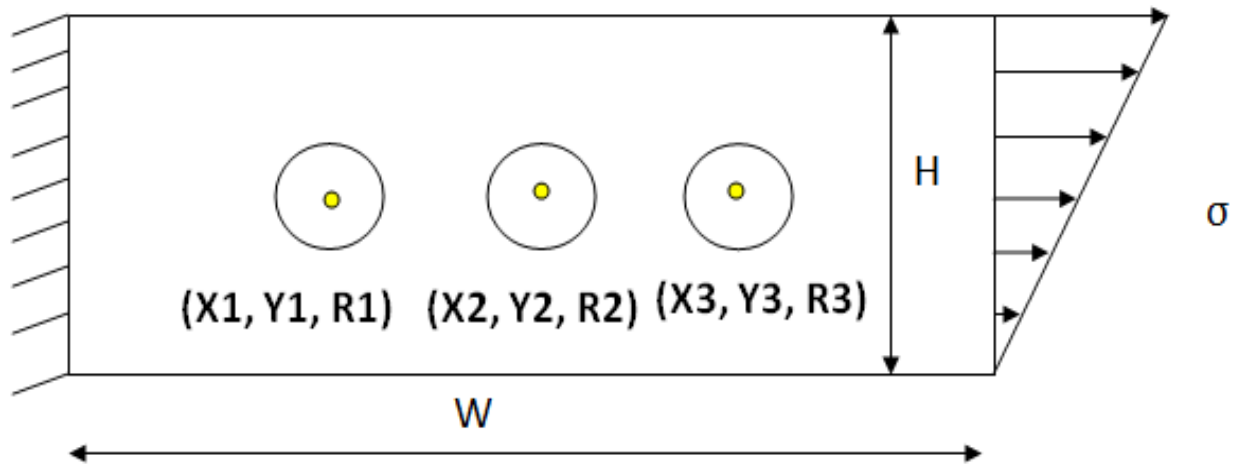 H
σ
(X1, Y1, R1) (X2, Y2, R2) (X3, Y3, R3)
W